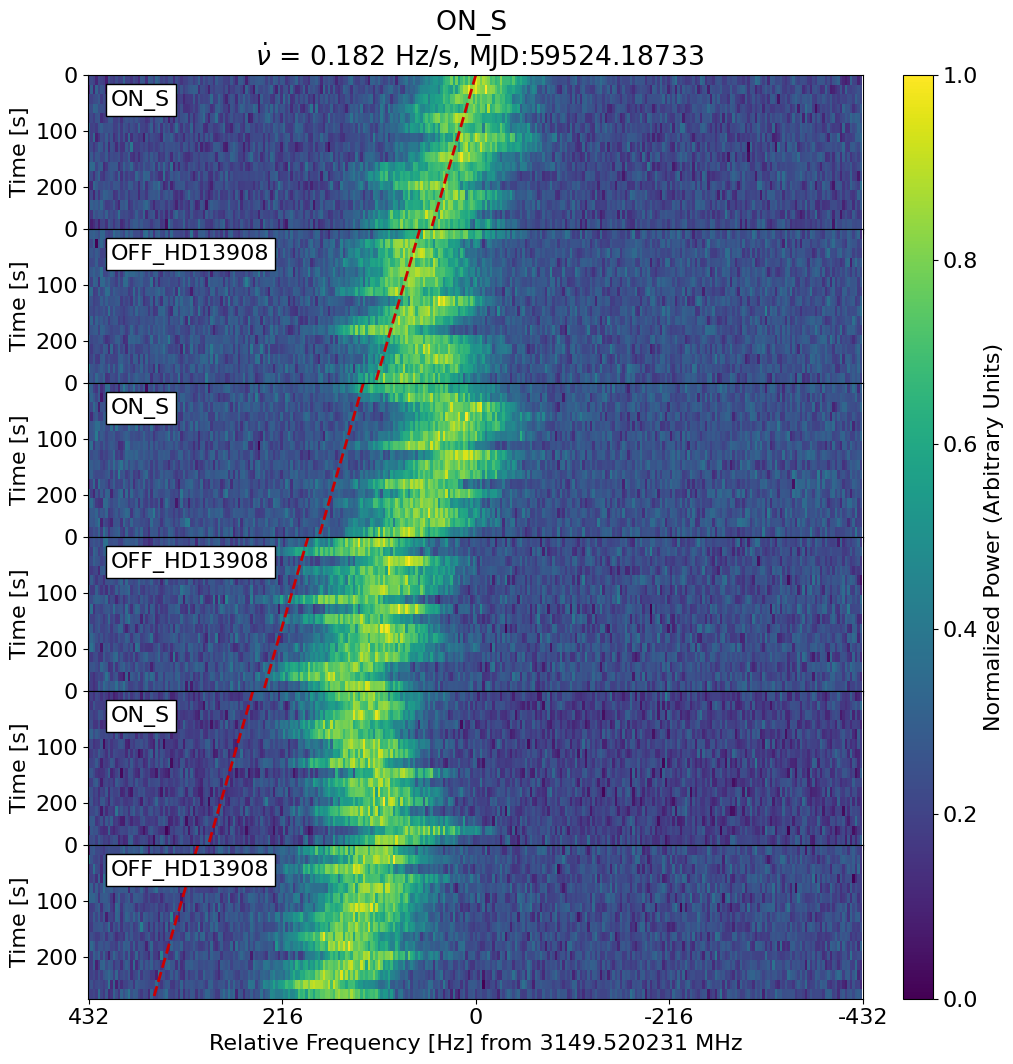 ON_S
ν̇ = 0.182 Hz/s, MJD:59524.18733
0
ON_S
100
Time [s]
200
0
OFF_HD13908
100
Time [s]
200
0
ON_S
100
Time [s]
200
0
OFF_HD13908
100
Time [s]
200
0
ON_S
100
Time [s]
200
0
OFF_HD13908
100
Time [s]
200
432 216 0 -216 -432
Relative Frequency [Hz] from 3149.520231 MHz
1.0
0.8
0.6
0.4
0.2
0.0
Normalized Power (Arbitrary Units)